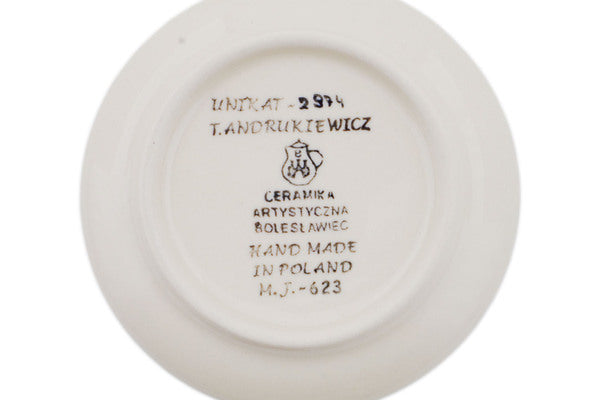 UNIKAT - 2974
T. ANDRUKIEWICZ
B
CERAMIKA
ARTYSTYCZNA
BOLESŁAWIEC
HAND MADE
IN POLAND
M.J.-623